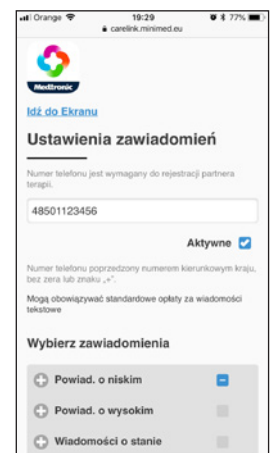 Orange 19:29 77%
carelink.minimed.eu
Medtronic
Idź do Ekranu
Ustawienia zawiadomień
Numer telefonu jest wymagany do rejestracji partnera
terapii.
48501123456
Aktywne
Numer telefonu poprzedzony numerem kierunkowym kraju,
bez zera lub znaku „+”.
Mogą obowiązywać standardowe opłaty za wiadomości
tekstowe
Wybierz zawiadomienia
Powiad. o niskim
Powiad. o wysokim
Wiadomości o stanie